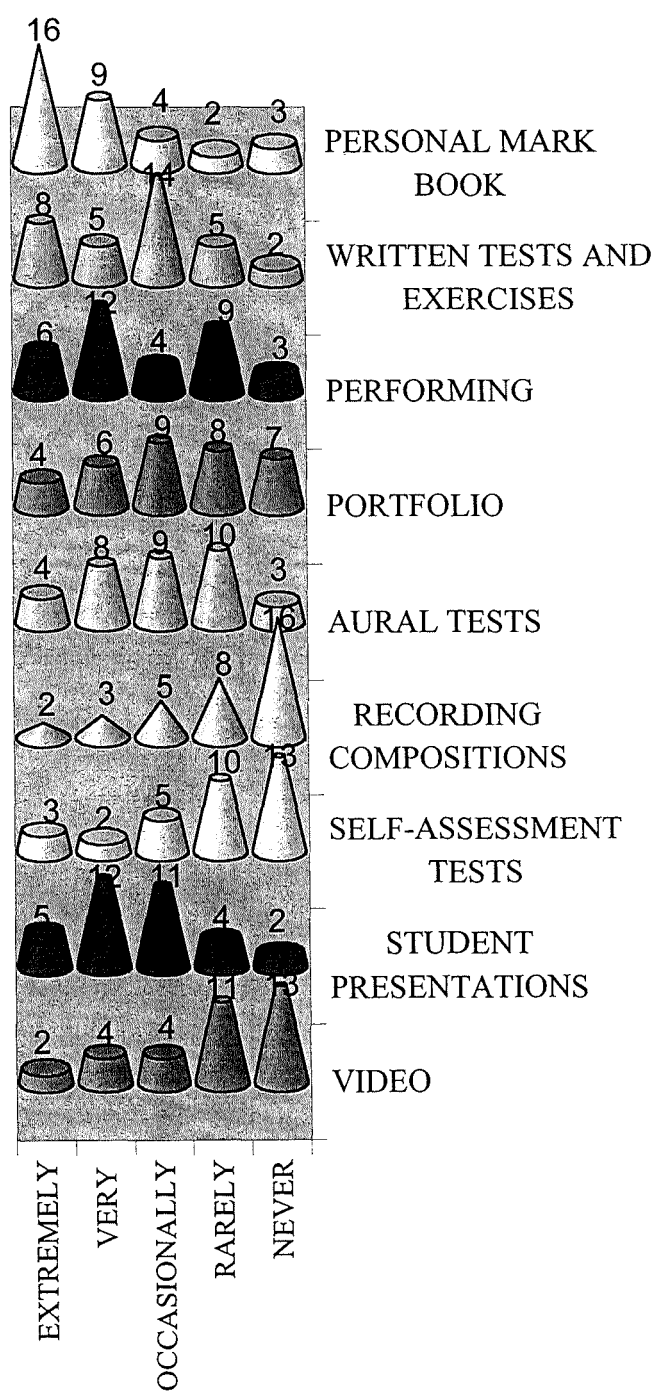 16 9 4 2 3
PERSONAL MARK
BOOK
8 5 14 5 2
WRITTEN TESTS AND
EXERCISES
6 12 4 9 3
PERFORMING
4 6 9 8 7
PORTFOLIO
4 8 9 10 3
AURAL TESTS
2 3 5 8 16
RECORDING
COMPOSITIONS
3 2 5 10 13
SELF-ASSESSMENT
TESTS
5 12 11 4 2
STUDENT
PRESENTATIONS
2 4 4 11 13
VIDEO
EXTREMELY
VERY
OCCASIONALLY
RARELY
NEVER